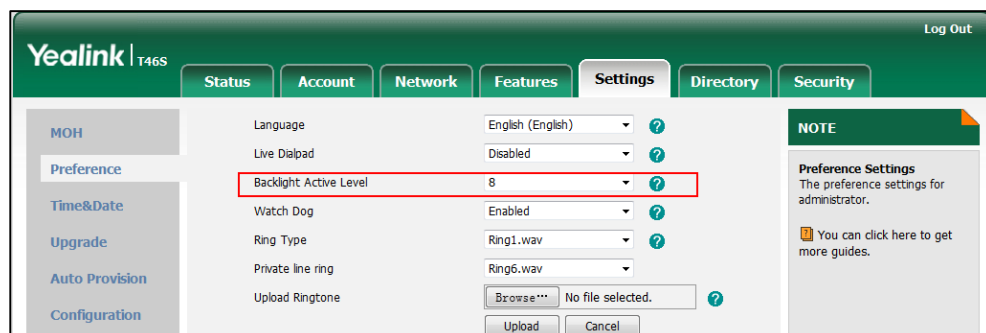 Log Out
Yealink | T46S
Status Account Network Features Settings Directory Security
MOH
Preference
Time&Date
Upgrade
Auto Provision
Configuration
Language English (English) ?
Live Dialpad Disabled ?
Backlight Active Level 8 ?
Watch Dog Enabled ?
Ring Type Ring1.wav ?
Private line ring Ring6.wav
Upload Ringtone Browse... No file selected. ?
Upload Cancel
NOTE
Preference Settings
The preference settings for
administrator.
? You can click here to get
more guides.